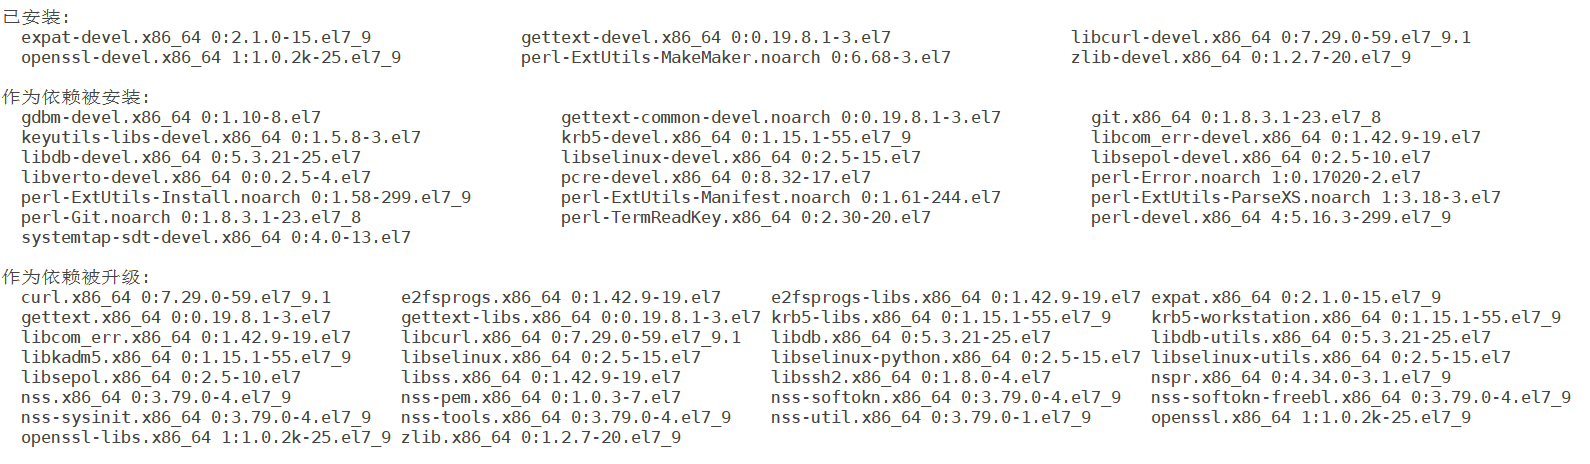 已安装:
expat-devel.x86_64 0:2.1.0-15.el7_9 gettext-devel.x86_64 0:0.19.8.1-3.el7 libcurl-devel.x86_64 0:7.29.0-59.el7_9.1
openssl-devel.x86_64 1:1.0.2k-25.el7_9 perl-ExtUtils-MakeMaker.noarch 0:6.68-3.el7 zlib-devel.x86_64 0:1.2.7-20.el7_9
作为依赖被安装:
gdbm-devel.x86_64 0:1.10-8.el7 gettext-common-devel.noarch 0:0.19.8.1-3.el7 git.x86_64 0:1.8.3.1-23.el7_8
keyutils-libs-devel.x86_64 0:1.5.8-3.el7 krb5-devel.x86_64 0:1.15.1-55.el7_9 libcom_err-devel.x86_64 0:1.42.9-19.el7
libdb-devel.x86_64 0:5.3.21-25.el7 libselinux-devel.x86_64 0:2.5-15.el7 libsepol-devel.x86_64 0:2.5-10.el7
libverto-devel.x86_64 0:0.2.5-4.el7 pcre-devel.x86_64 0:8.32-17.el7 perl-Error.noarch 1:0.17020-2.el7
perl-ExtUtils-Install.noarch 0:1.58-299.el7_9 perl-ExtUtils-Manifest.noarch 0:1.61-244.el7 perl-ExtUtils-ParseXS.noarch 1:3.18-3.el7
perl-Git.noarch 0:1.8.3.1-23.el7_8 perl-TermReadKey.x86_64 0:2.30-20.el7 perl-devel.x86_64 4:5.16.3-299.el7_9
systemtap-sdt-devel.x86_64 0:4.0-13.el7
作为依赖被升级:
curl.x86_64 0:7.29.0-59.el7_9.1 e2fsprogs.x86_64 0:1.42.9-19.el7 e2fsprogs-libs.x86_64 0:1.42.9-19.el7 expat.x86_64 0:2.1.0-15.el7_9
gettext.x86_64 0:0.19.8.1-3.el7 gettext-libs.x86_64 0:0.19.8.1-3.el7 krb5-libs.x86_64 0:1.15.1-55.el7_9 krb5-workstation.x86_64 0:1.15.1-55.el7_9
libcom_err.x86_64 0:1.42.9-19.el7 libcurl.x86_64 0:7.29.0-59.el7_9.1 libdb.x86_64 0:5.3.21-25.el7 libdb-utils.x86_64 0:5.3.21-25.el7
libkadm5.x86_64 0:1.15.1-55.el7_9 libselinux.x86_64 0:2.5-15.el7 libselinux-python.x86_64 0:2.5-15.el7 libselinux-utils.x86_64 0:2.5-15.el7
libsepol.x86_64 0:2.5-10.el7 libss.x86_64 0:1.42.9-19.el7 libssh2.x86_64 0:1.8.0-4.el7 nspr.x86_64 0:4.34.0-3.1.el7_9
nss.x86_64 0:3.79.0-4.el7_9 nss-pem.x86_64 0:1.0.3-7.el7 nss-softokn.x86_64 0:3.79.0-4.el7_9 nss-softokn-freebl.x86_64 0:3.79.0-4.el7_9
nss-sysinit.x86_64 0:3.79.0-4.el7_9 nss-tools.x86_64 0:3.79.0-4.el7_9 nss-util.x86_64 0:3.79.0-1.el7_9 openssl.x86_64 1:1.0.2k-25.el7_9
openssl-libs.x86_64 1:1.0.2k-25.el7_9 zlib.x86_64 0:1.2.7-20.el7_9